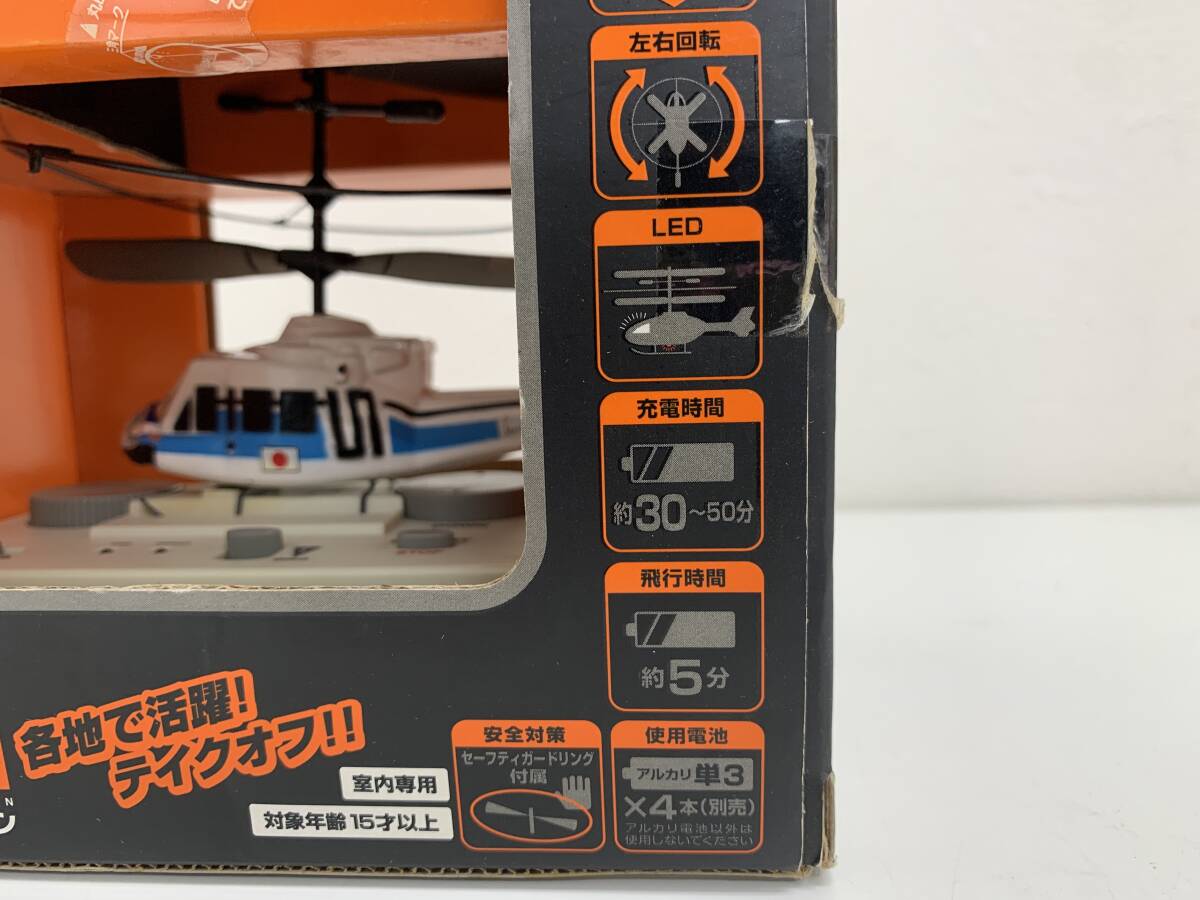 左右回転
LED
充電時間
約30~50分
飛行時間
約5分
各地で活躍!
テイクオフ!!
室内専用
対象年齢15才以上
安全対策
セーフティガードリング
付属
使用電池
アルカリ単3
×4本(別売)
アルカリ電池以外は
使用しないでください